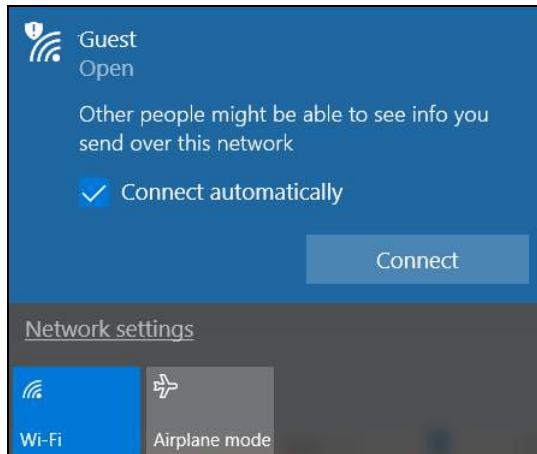 Guest
Open
Other people might be able to see info you
send over this network
Connect automatically
Connect
Network settings
Wi-Fi
Airplane mode